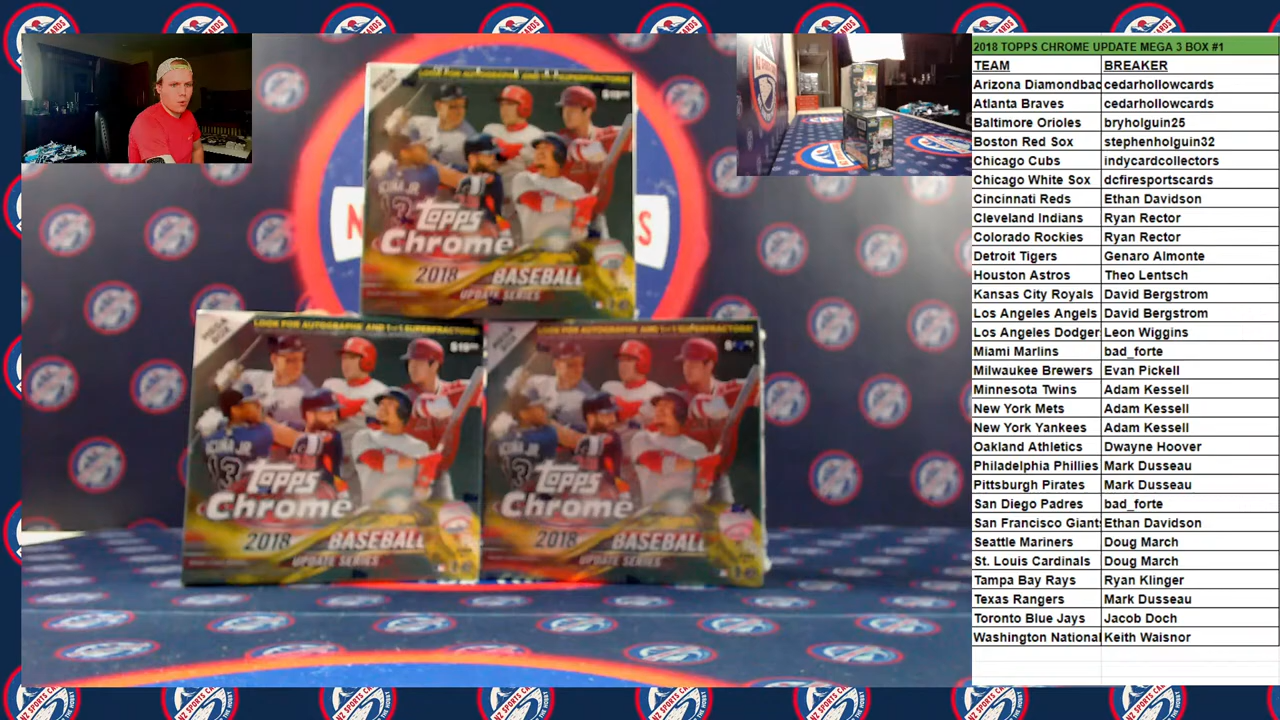 LOOK FOR AUTOGRAPHS AND 1 OF 1 SUPERFRACTORS!
Topps
Chrome
2018 BASEBALL
UPDATE SERIES
LOOK FOR AUTOGRAPHS AND 1 OF 1 SUPERFRACTORS!
Topps
Chrome
2018 BASEBALL
UPDATE SERIES
LOOK FOR AUTOGRAPHS AND 1 OF 1 SUPERFRACTORS!
Topps
Chrome
2018 BASEBALL
UPDATE SERIES
2018 TOPPS CHROME UPDATE MEGA 3 BOX #1
TEAM BREAKER
Arizona Diamondbac cedarhollowcards
Atlanta Braves cedarhollowcards
Baltimore Orioles bryholguin25
Boston Red Sox stephenholguin32
Chicago Cubs indycardcollectors
Chicago White Sox dcfiresportscards
Cincinnati Reds Ethan Davidson
Cleveland Indians Ryan Rector
Colorado Rockies Ryan Rector
Detroit Tigers Genaro Almonte
Houston Astros Theo Lentsch
Kansas City Royals David Bergstrom
Los Angeles Angels David Bergstrom
Los Angeles Dodger Leon Wiggins
Miami Marlins bad_forte
Milwaukee Brewers Evan Pickell
Minnesota Twins Adam Kessell
New York Mets Adam Kessell
New York Yankees Adam Kessell
Oakland Athletics Dwayne Hoover
Philadelphia Phillies Mark Dusseau
Pittsburgh Pirates Mark Dusseau
San Diego Padres bad_forte
San Francisco Giants Ethan Davidson
Seattle Mariners Doug March
St. Louis Cardinals Doug March
Tampa Bay Rays Ryan Klinger
Texas Rangers Mark Dusseau
Toronto Blue Jays Jacob Doch
Washington National Keith Waisnor